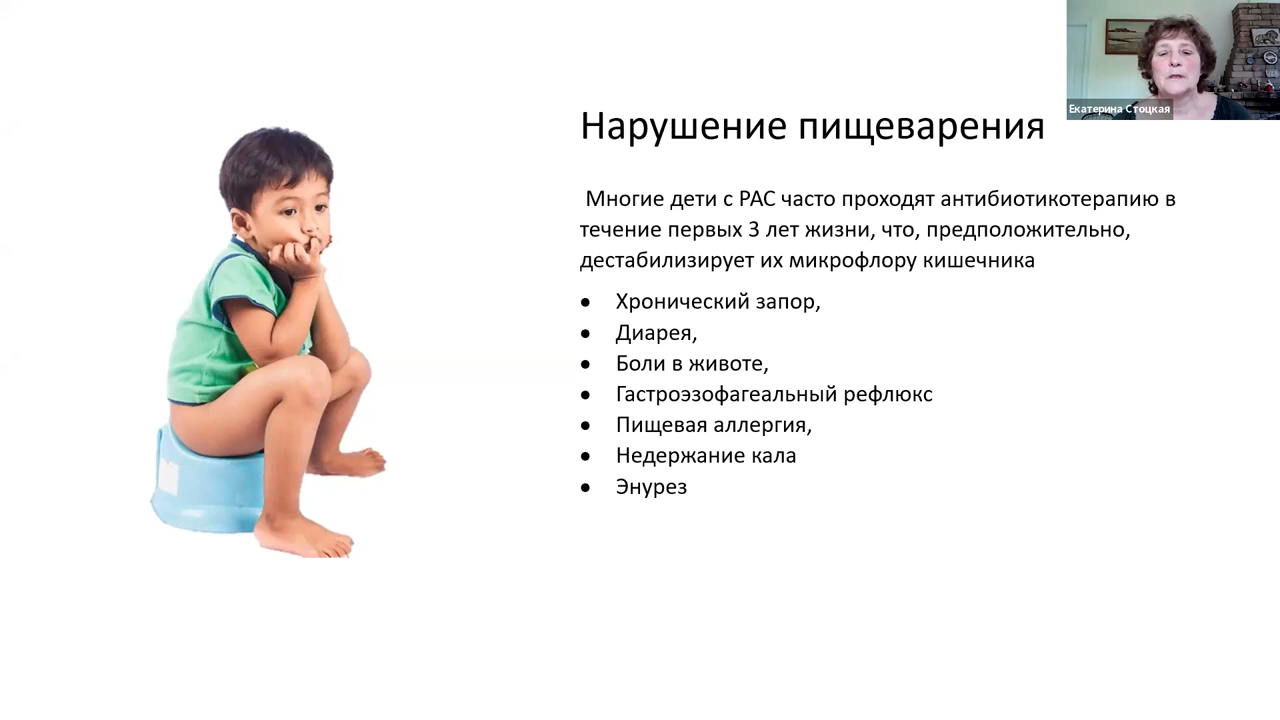 Екатерина Стоцкая
Нарушение пищеварения
Многие дети с РАС часто проходят антибиотикотерапию в
течение первых 3 лет жизни, что, предположительно,
дестабилизирует их микрофлору кишечника
• Хронический запор,
• Диарея,
• Боли в животе,
• Гастроэзофагеальный рефлюкс
• Пищевая аллергия,
• Недержание кала
• Энурез